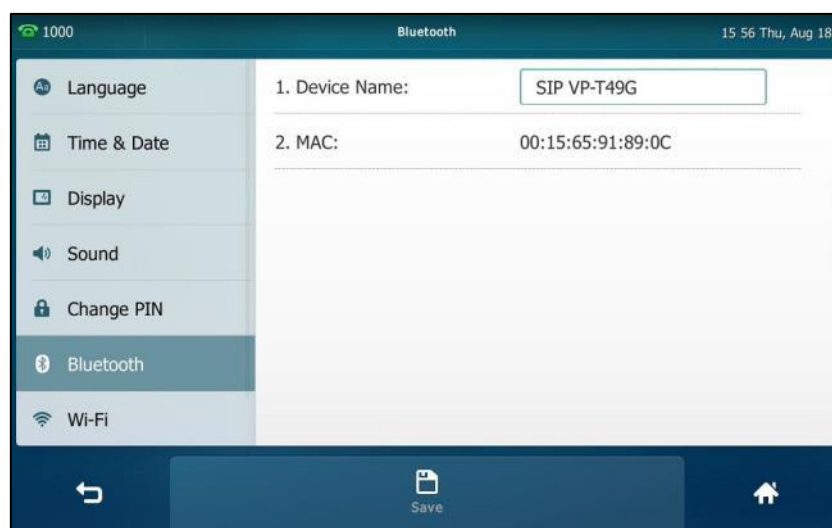 1000 Bluetooth 15 56 Thu, Aug 18
Language
1. Device Name: SIP VP-T49G
Time & Date
2. MAC: 00:15:65:91:89:0C
Display
Sound
Change PIN
Bluetooth
Wi-Fi
Save